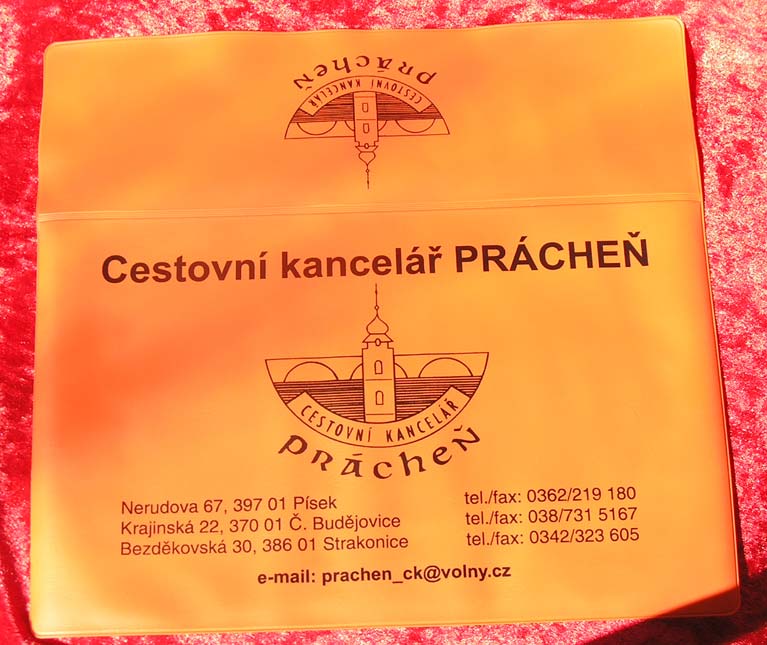 PRÁCHEŇ
CESTOVNÍ KANCELÁŘ
Cestovní kancelář PRÁCHEŇ
CESTOVNÍ KANCELÁŘ
PRÁCHEŇ
Nerudova 67, 397 01 Písek tel./fax: 0362/219 180
Krajinská 22, 370 01 Č. Budějovice tel./fax: 038/731 5167
Bezděkovská 30, 386 01 Strakonice tel./fax: 0342/323 605
e-mail: prachen_ck@volny.cz